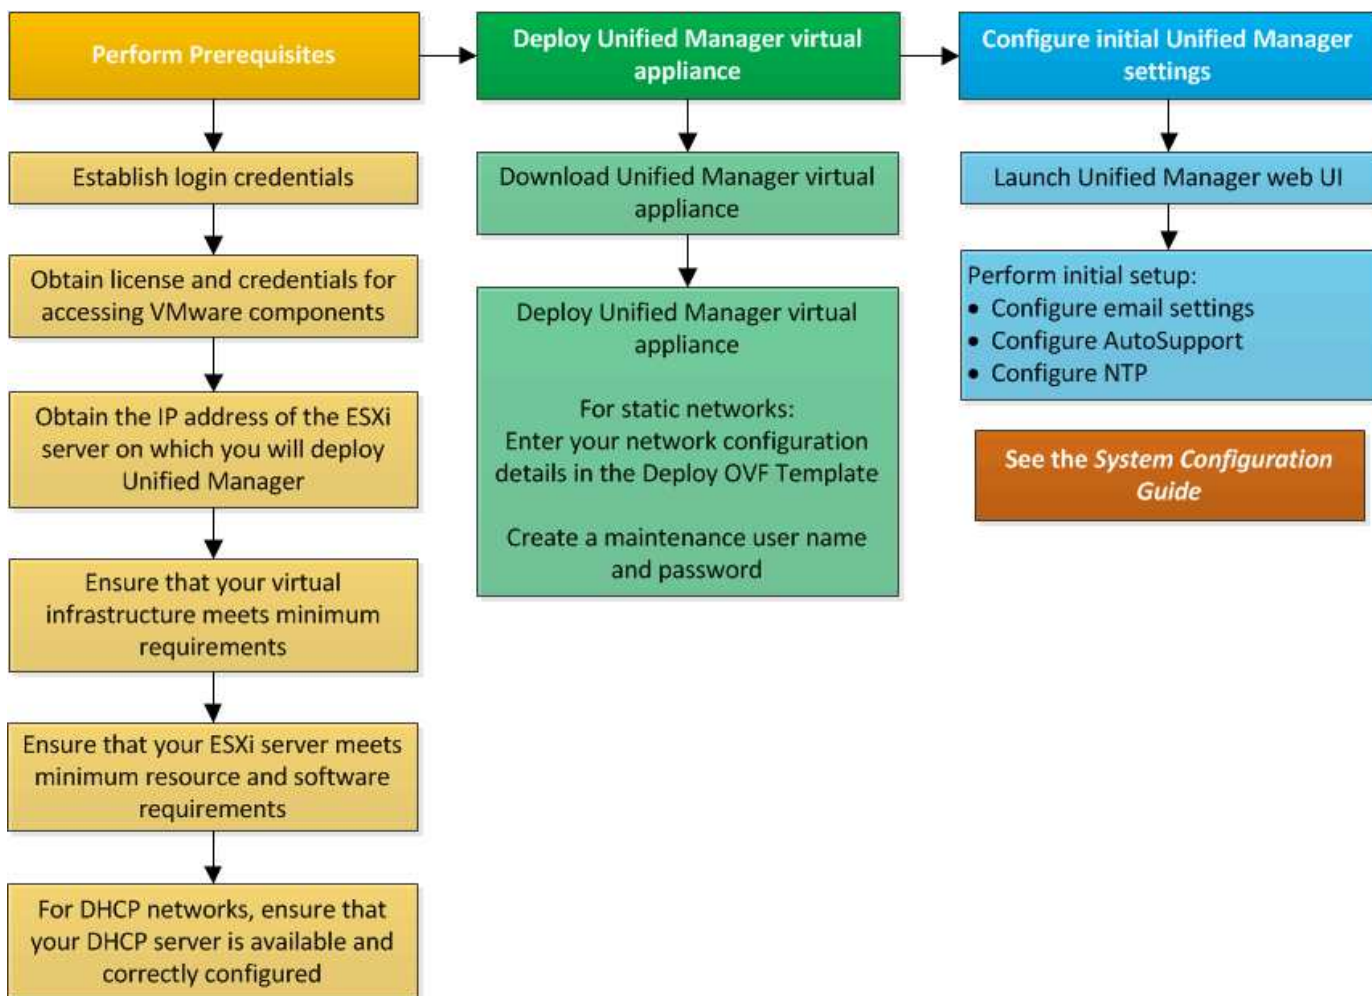 Perform Prerequisites
Establish login credentials
Obtain license and credentials for
accessing VMware components
Obtain the IP address of the ESXi
server on which you will deploy
Unified Manager
Ensure that your virtual
infrastructure meets minimum
requirements
Ensure that your ESXi server meets
minimum resource and software
requirements
For DHCP networks, ensure that
your DHCP server is available and
correctly configured
Deploy Unified Manager virtual
appliance
Download Unified Manager virtual
appliance
Deploy Unified Manager virtual
appliance
For static networks:
Enter your network configuration
details in the Deploy OVF Template
Create a maintenance user name
and password
Configure initial Unified Manager
settings
Launch Unified Manager web UI
Perform initial setup:
• Configure email settings
• Configure AutoSupport
• Configure NTP
See the System Configuration
Guide